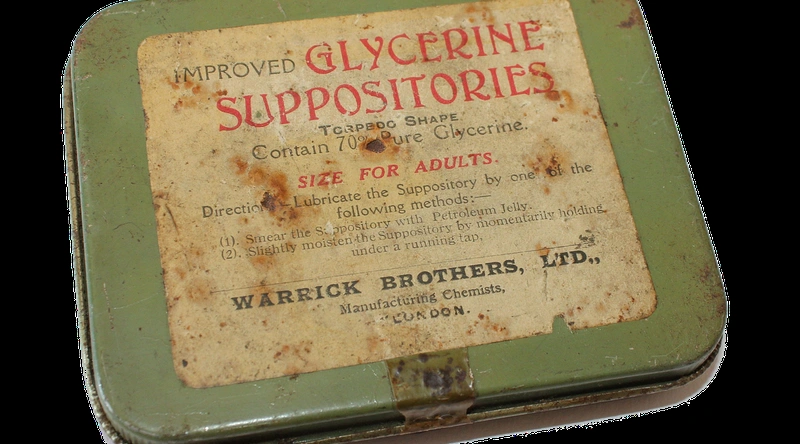 IMPROVED GLYCERINE
SUPPOSITORIES
TORPEDO SHAPE
Contain 70% Pure Glycerine.
SIZE FOR ADULTS.
Direction —Lubricate the Suppository by one of the
following methods:—
(1). Smear the Suppository with Petroleum Jelly.
(2). Slightly moisten the Suppository by momentarily holding
under a running tap.
WARRICK BROTHERS, LTD.,
Manufacturing Chemists,
LONDON.